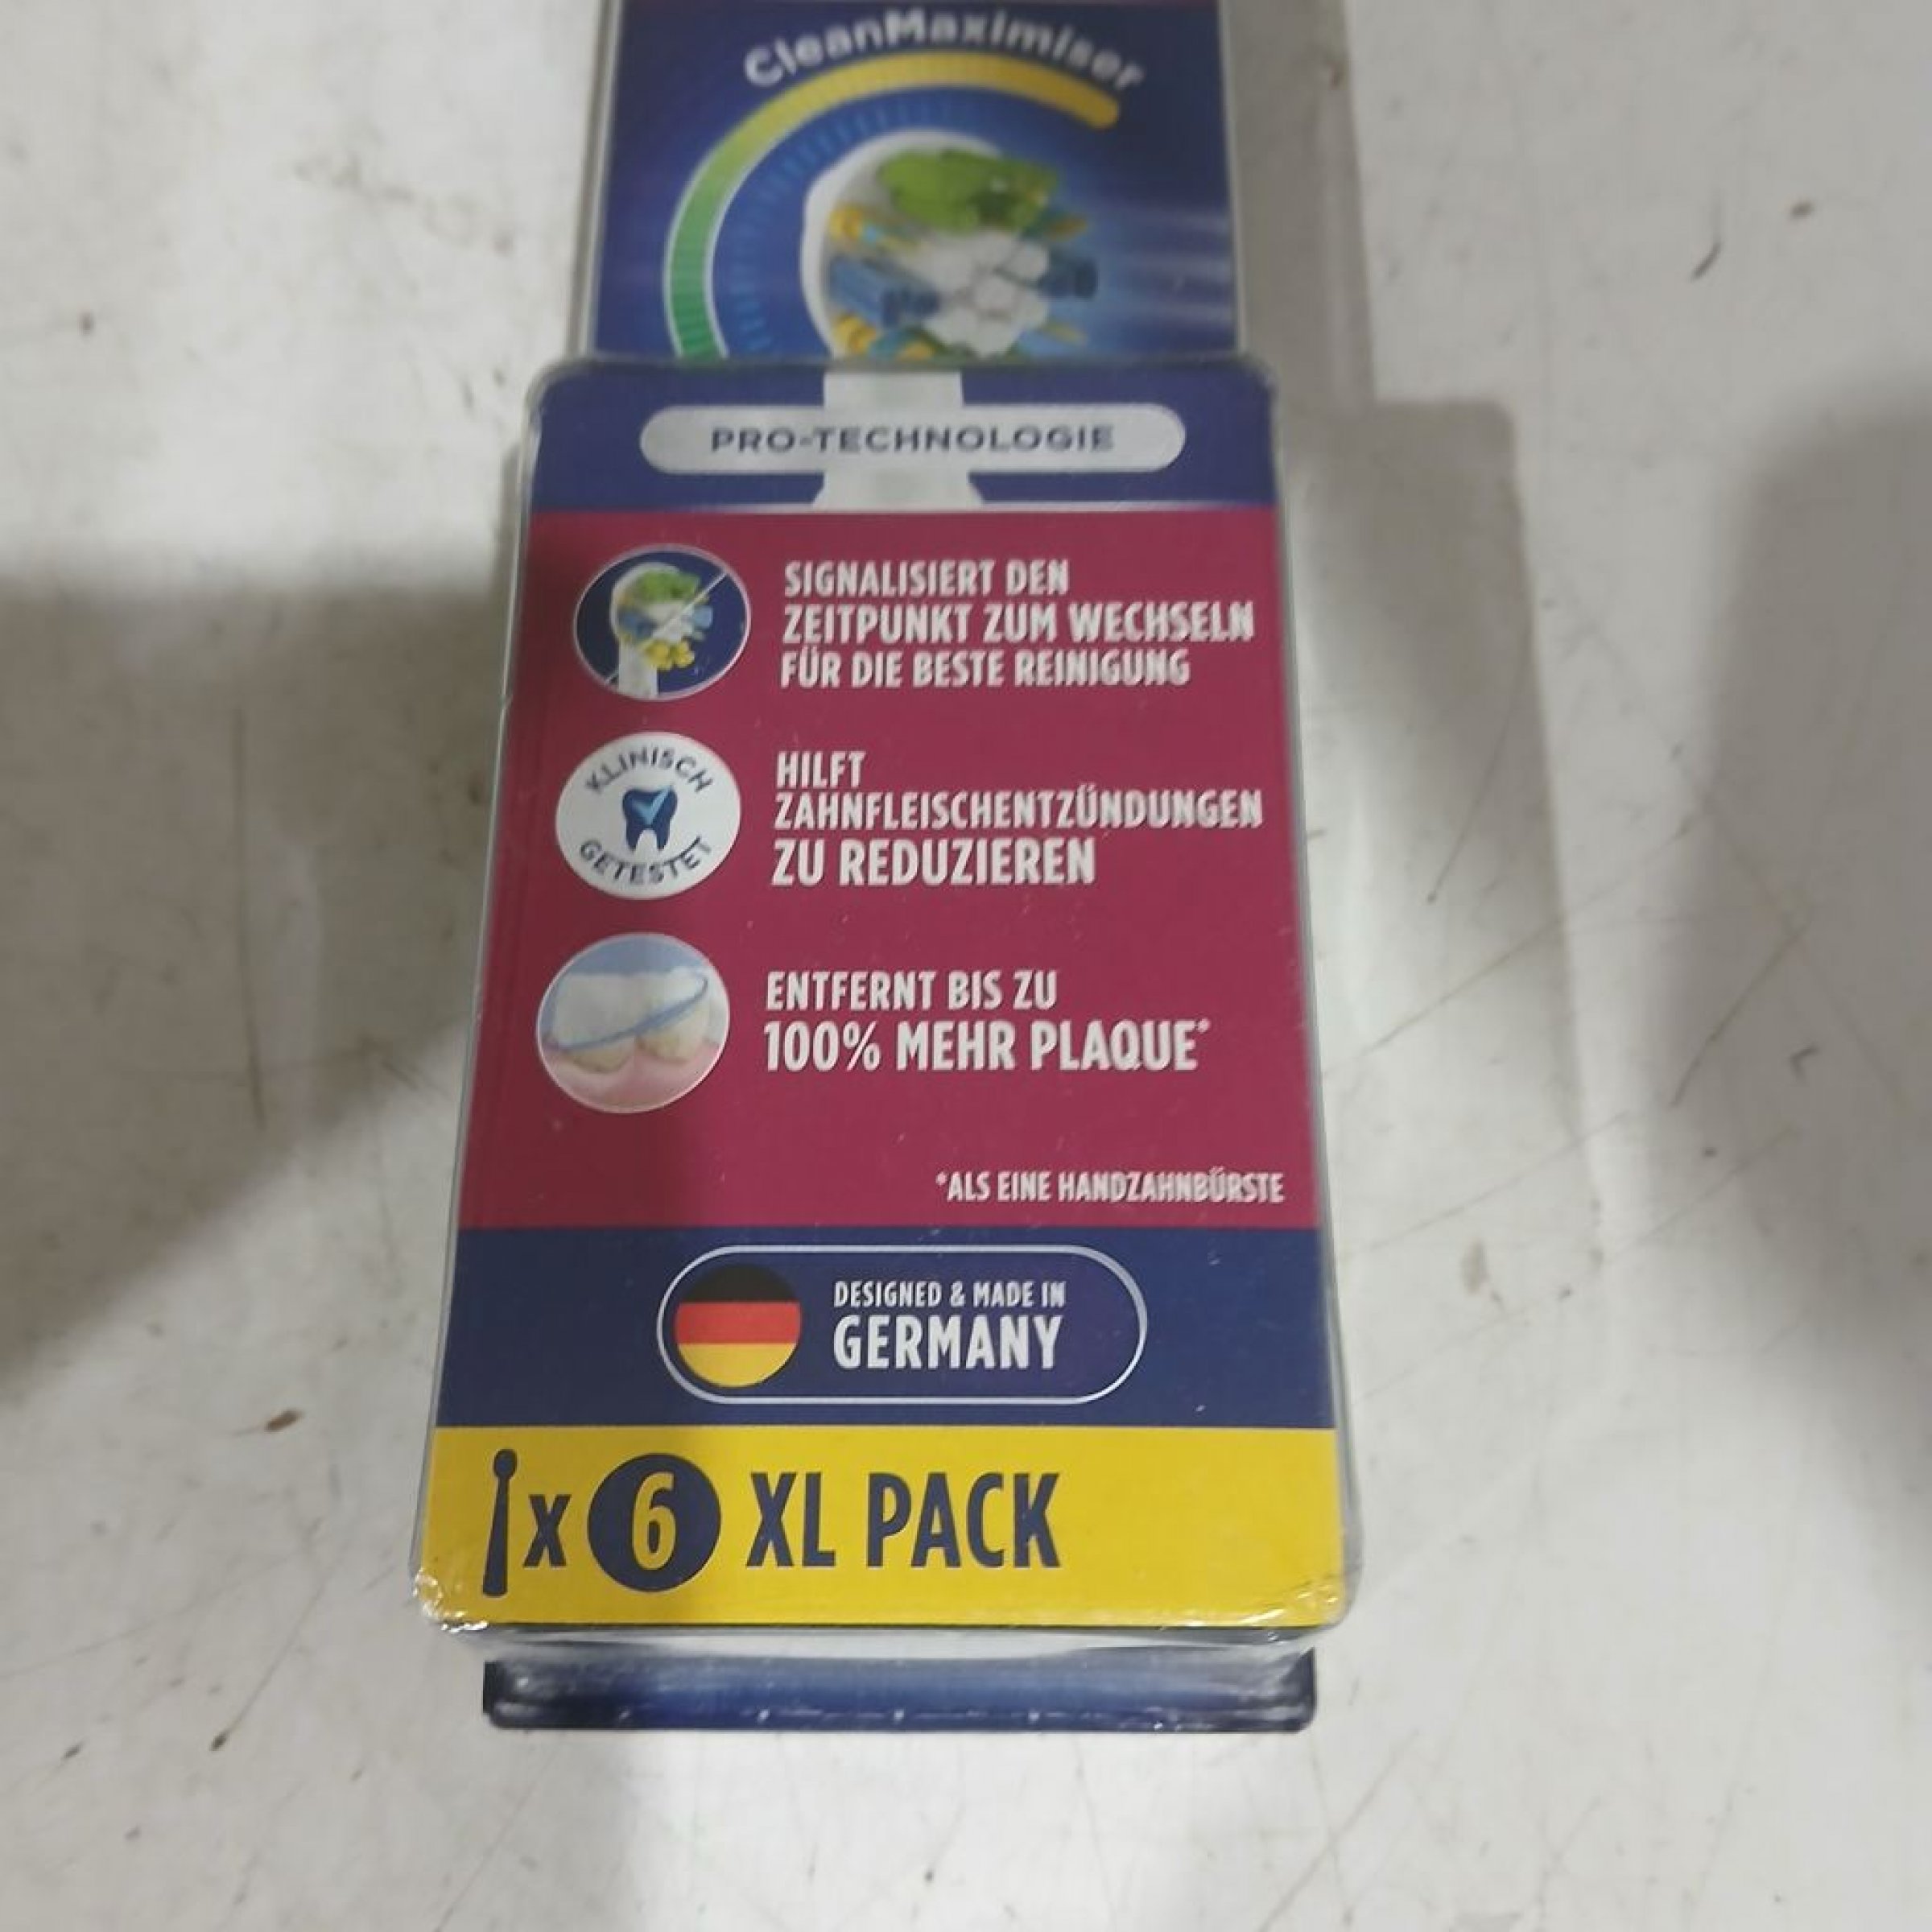 CleanMaximiser
PRO-TECHNOLOGIE
SIGNALISIERT DEN
ZEITPUNKT ZUM WECHSELN
FÜR DIE BESTE REINIGUNG
KLINISCH
GETESTET
HILFT
ZAHNFLEISCHENTZÜNDUNGEN
ZU REDUZIEREN
ENTFERNT BIS ZU
100% MEHR PLAQUE*
*ALS EINE HANDZAHNBÜRSTE
DESIGNED & MADE IN
GERMANY
x 6 XL PACK